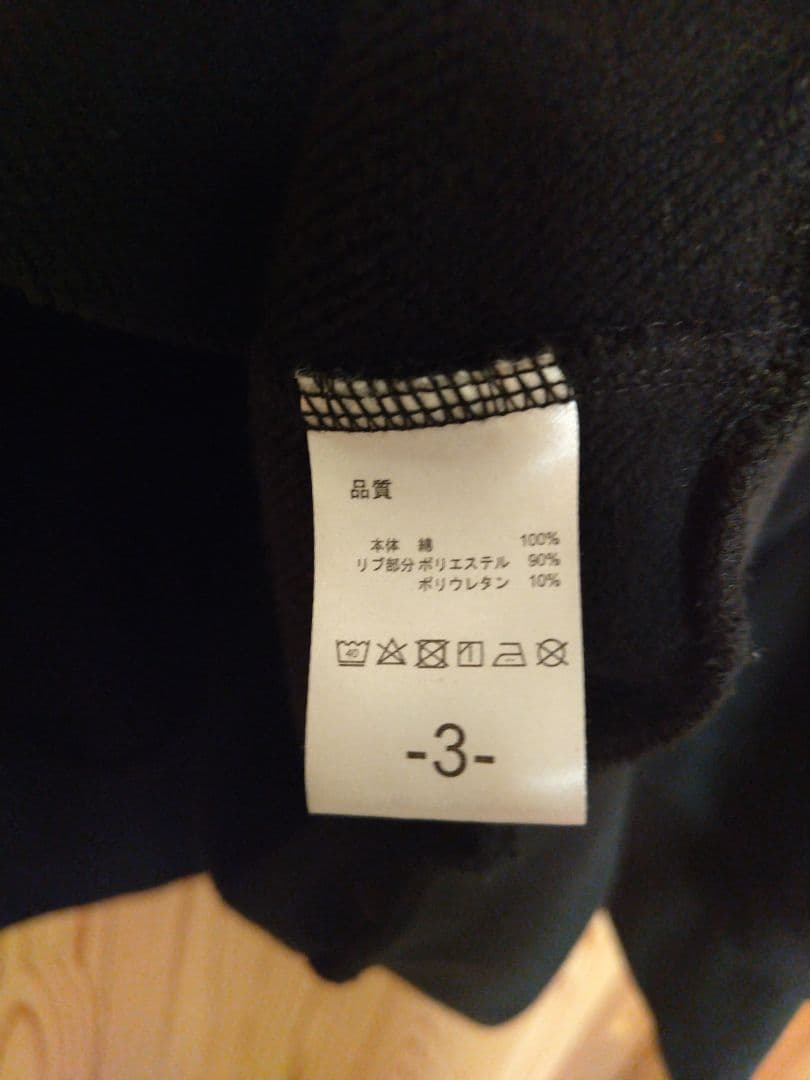 品質
本体 綿 100%
リブ部分 ポリエステル 90%
ポリウレタン 10%
40
-3-